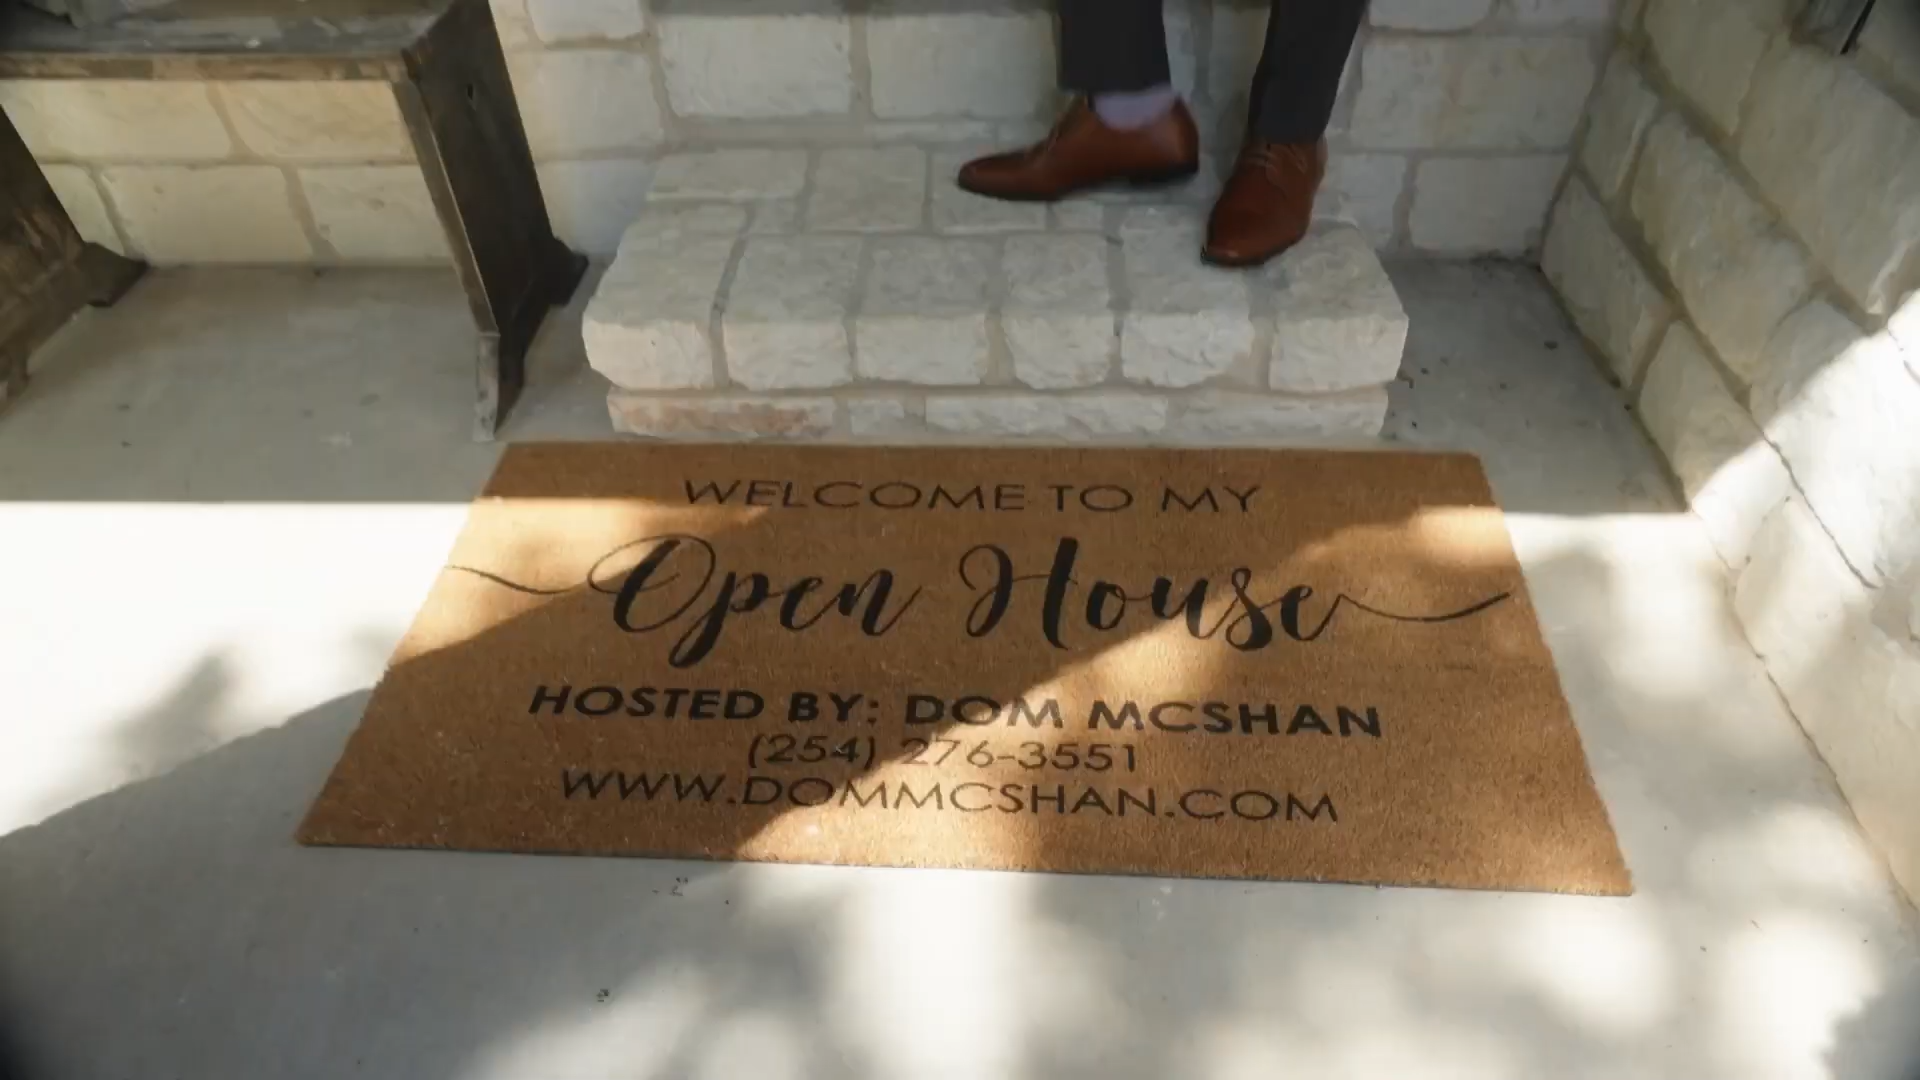 WELCOME TO MY
Open House
HOSTED BY: DOM MCSHAN
(254) 276-3551
WWW.DOMMCSHAN.COM